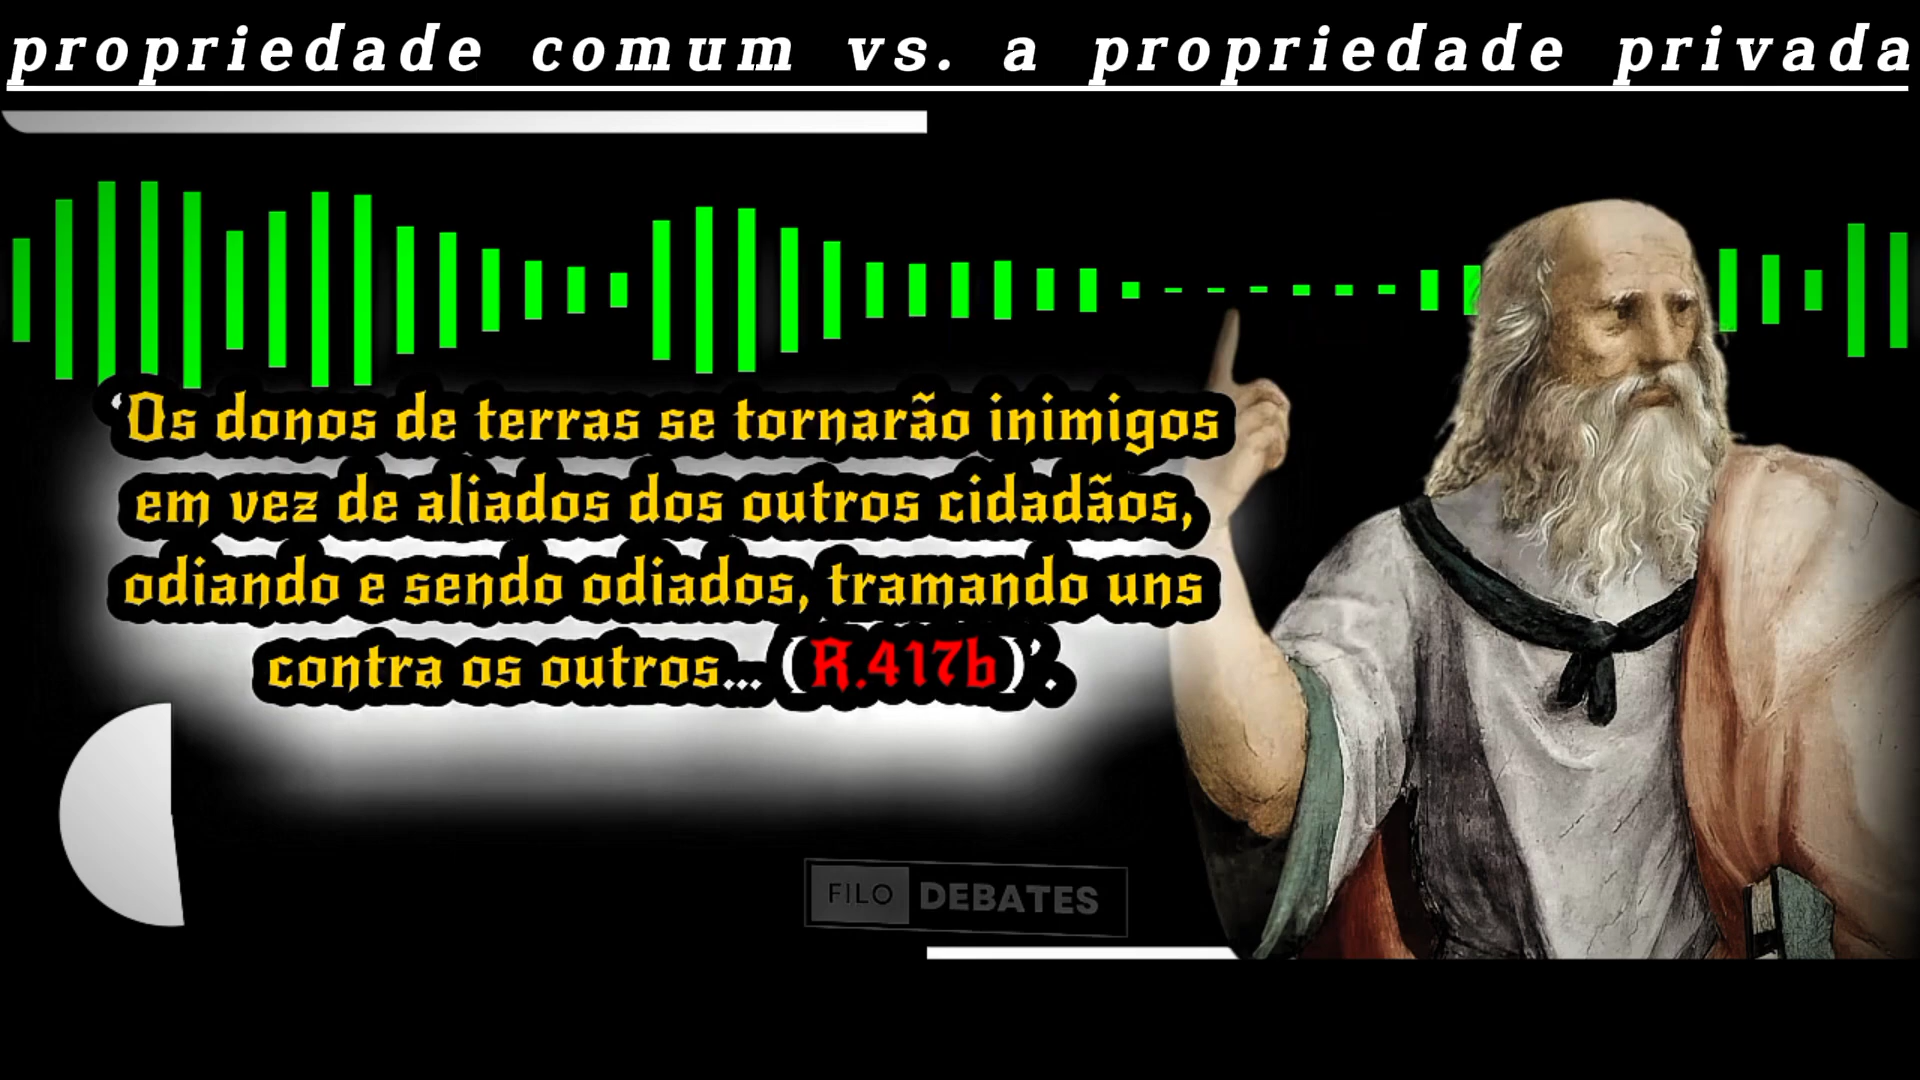 propriedade comum vs. a propriedade privada
‘Os donos de terras se tornarão inimigos
em vez de aliados dos outros cidadãos,
odiando e sendo odiados, tramando uns
contra os outros... (R.417b)’.
FILO DEBATES